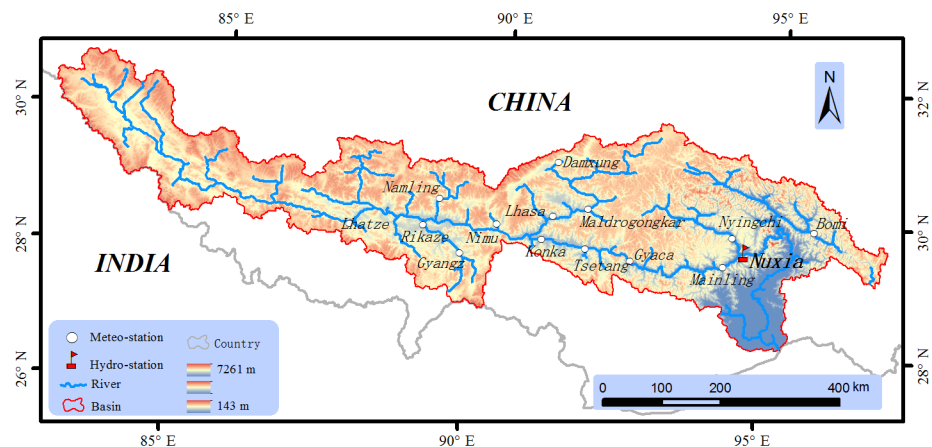 85° E 90° E 95° E
N
CHINA
30° N
32° N
Damxung
Namling
Lhasa
Maldrogongkar
Nyingchi
Bomi
Lhatze
Rikaze
Nimu
28° N
30° N
Konka
Gyaca
Nuxia
INDIA
Gyangz
Tsetang
Mainling
Meteo-station
Country
Hydro-station
7261 m
River
Basin
143 m
26° N
28° N
0 100 200 400 km
85° E 90° E 95° E